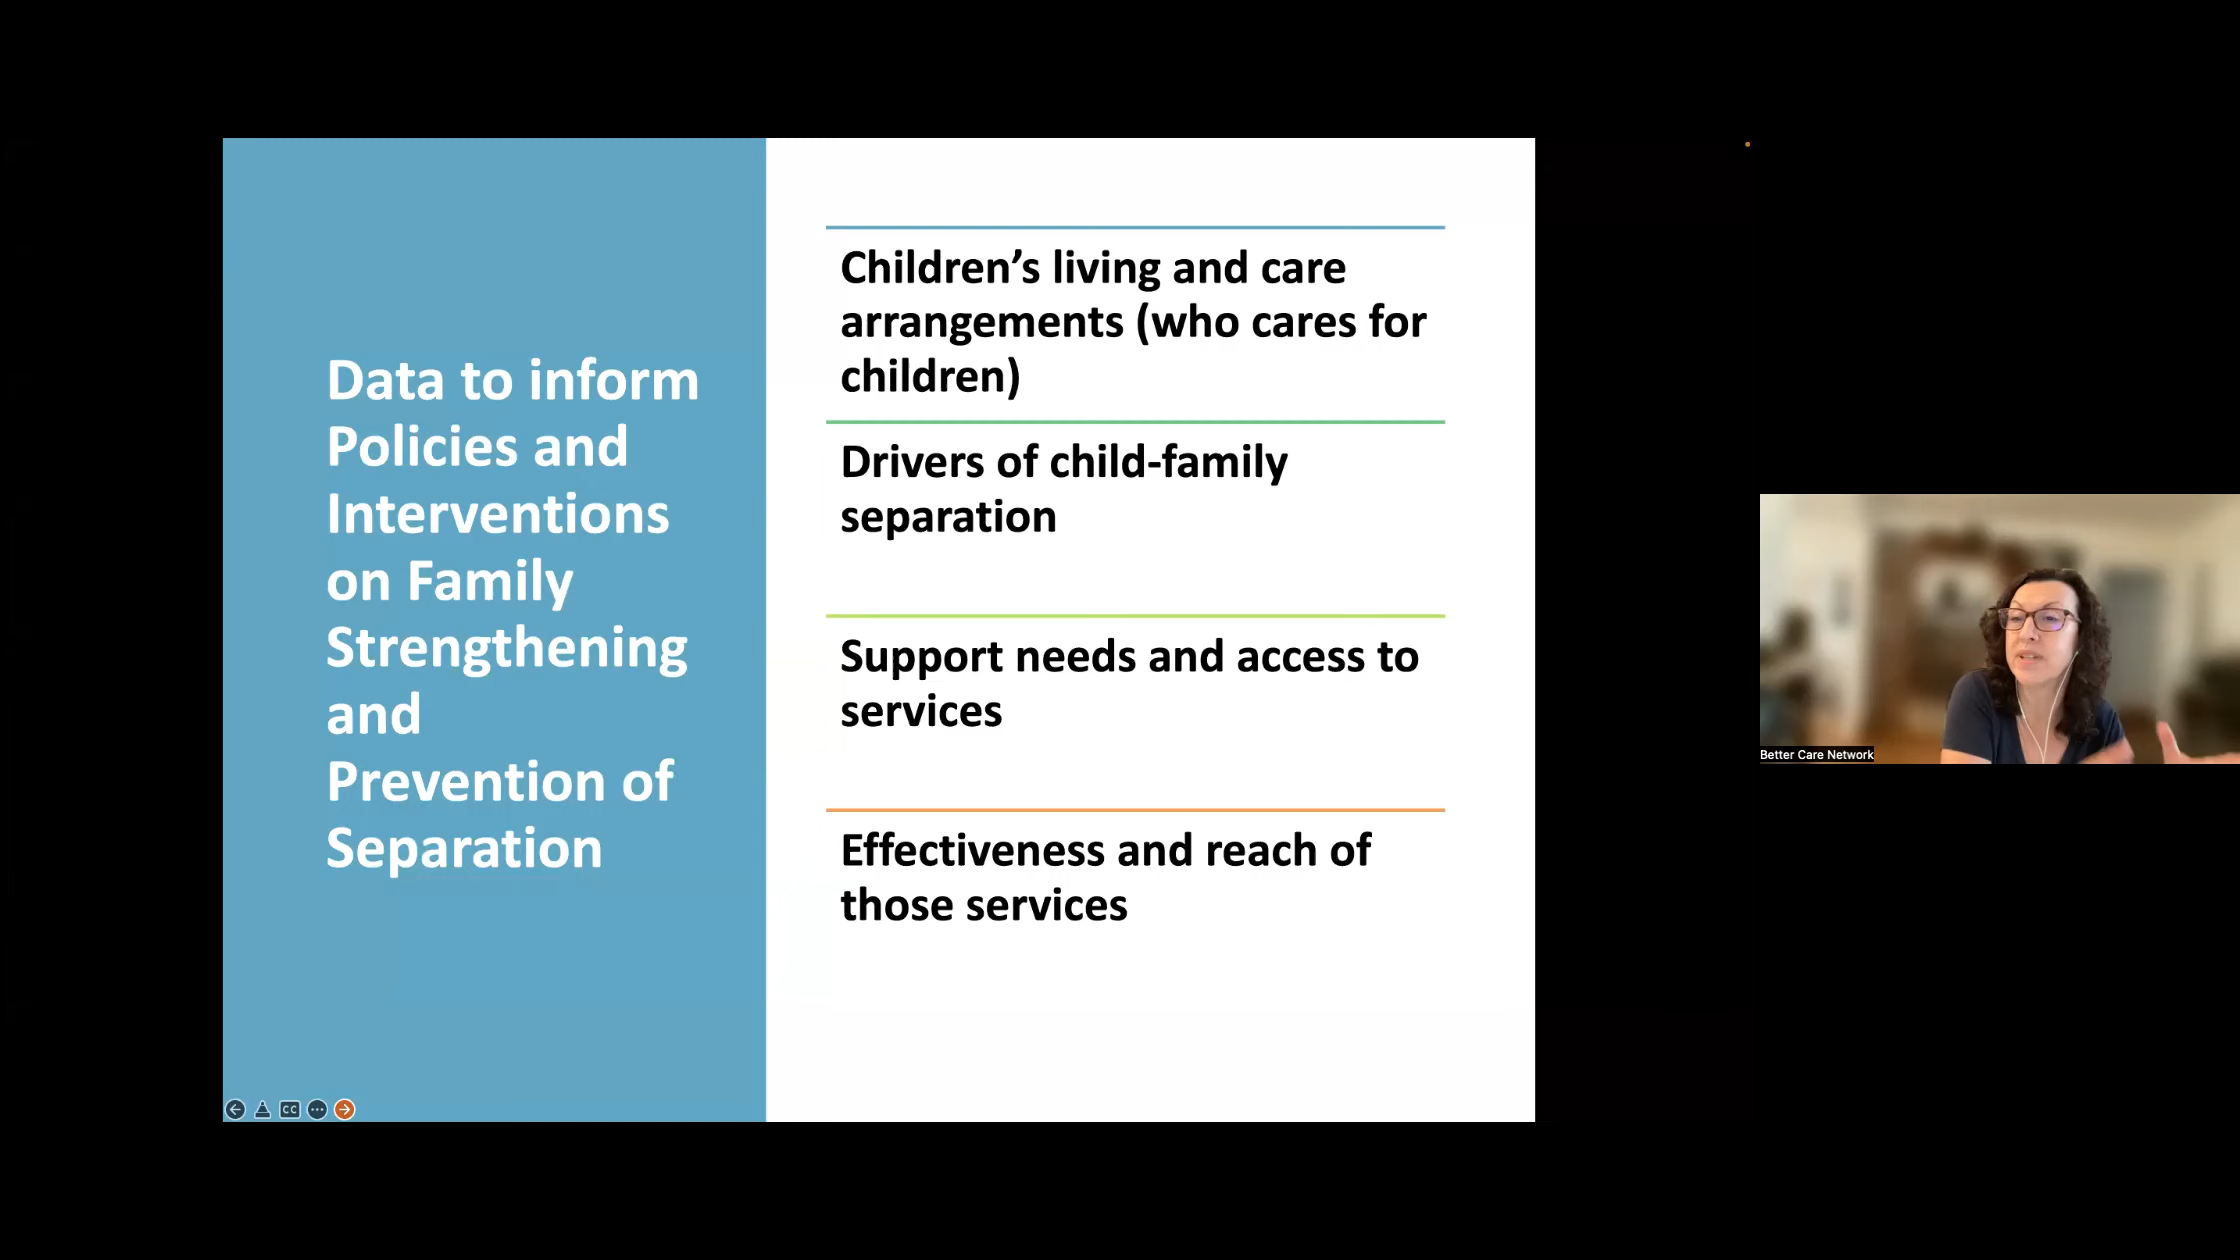 Data to inform
Policies and
Interventions
on Family
Strengthening
and
Prevention of
Separation
Children’s living and care
arrangements (who cares for
children)
Drivers of child-family
separation
Support needs and access to
services
Effectiveness and reach of
those services
CC
Better Care Network